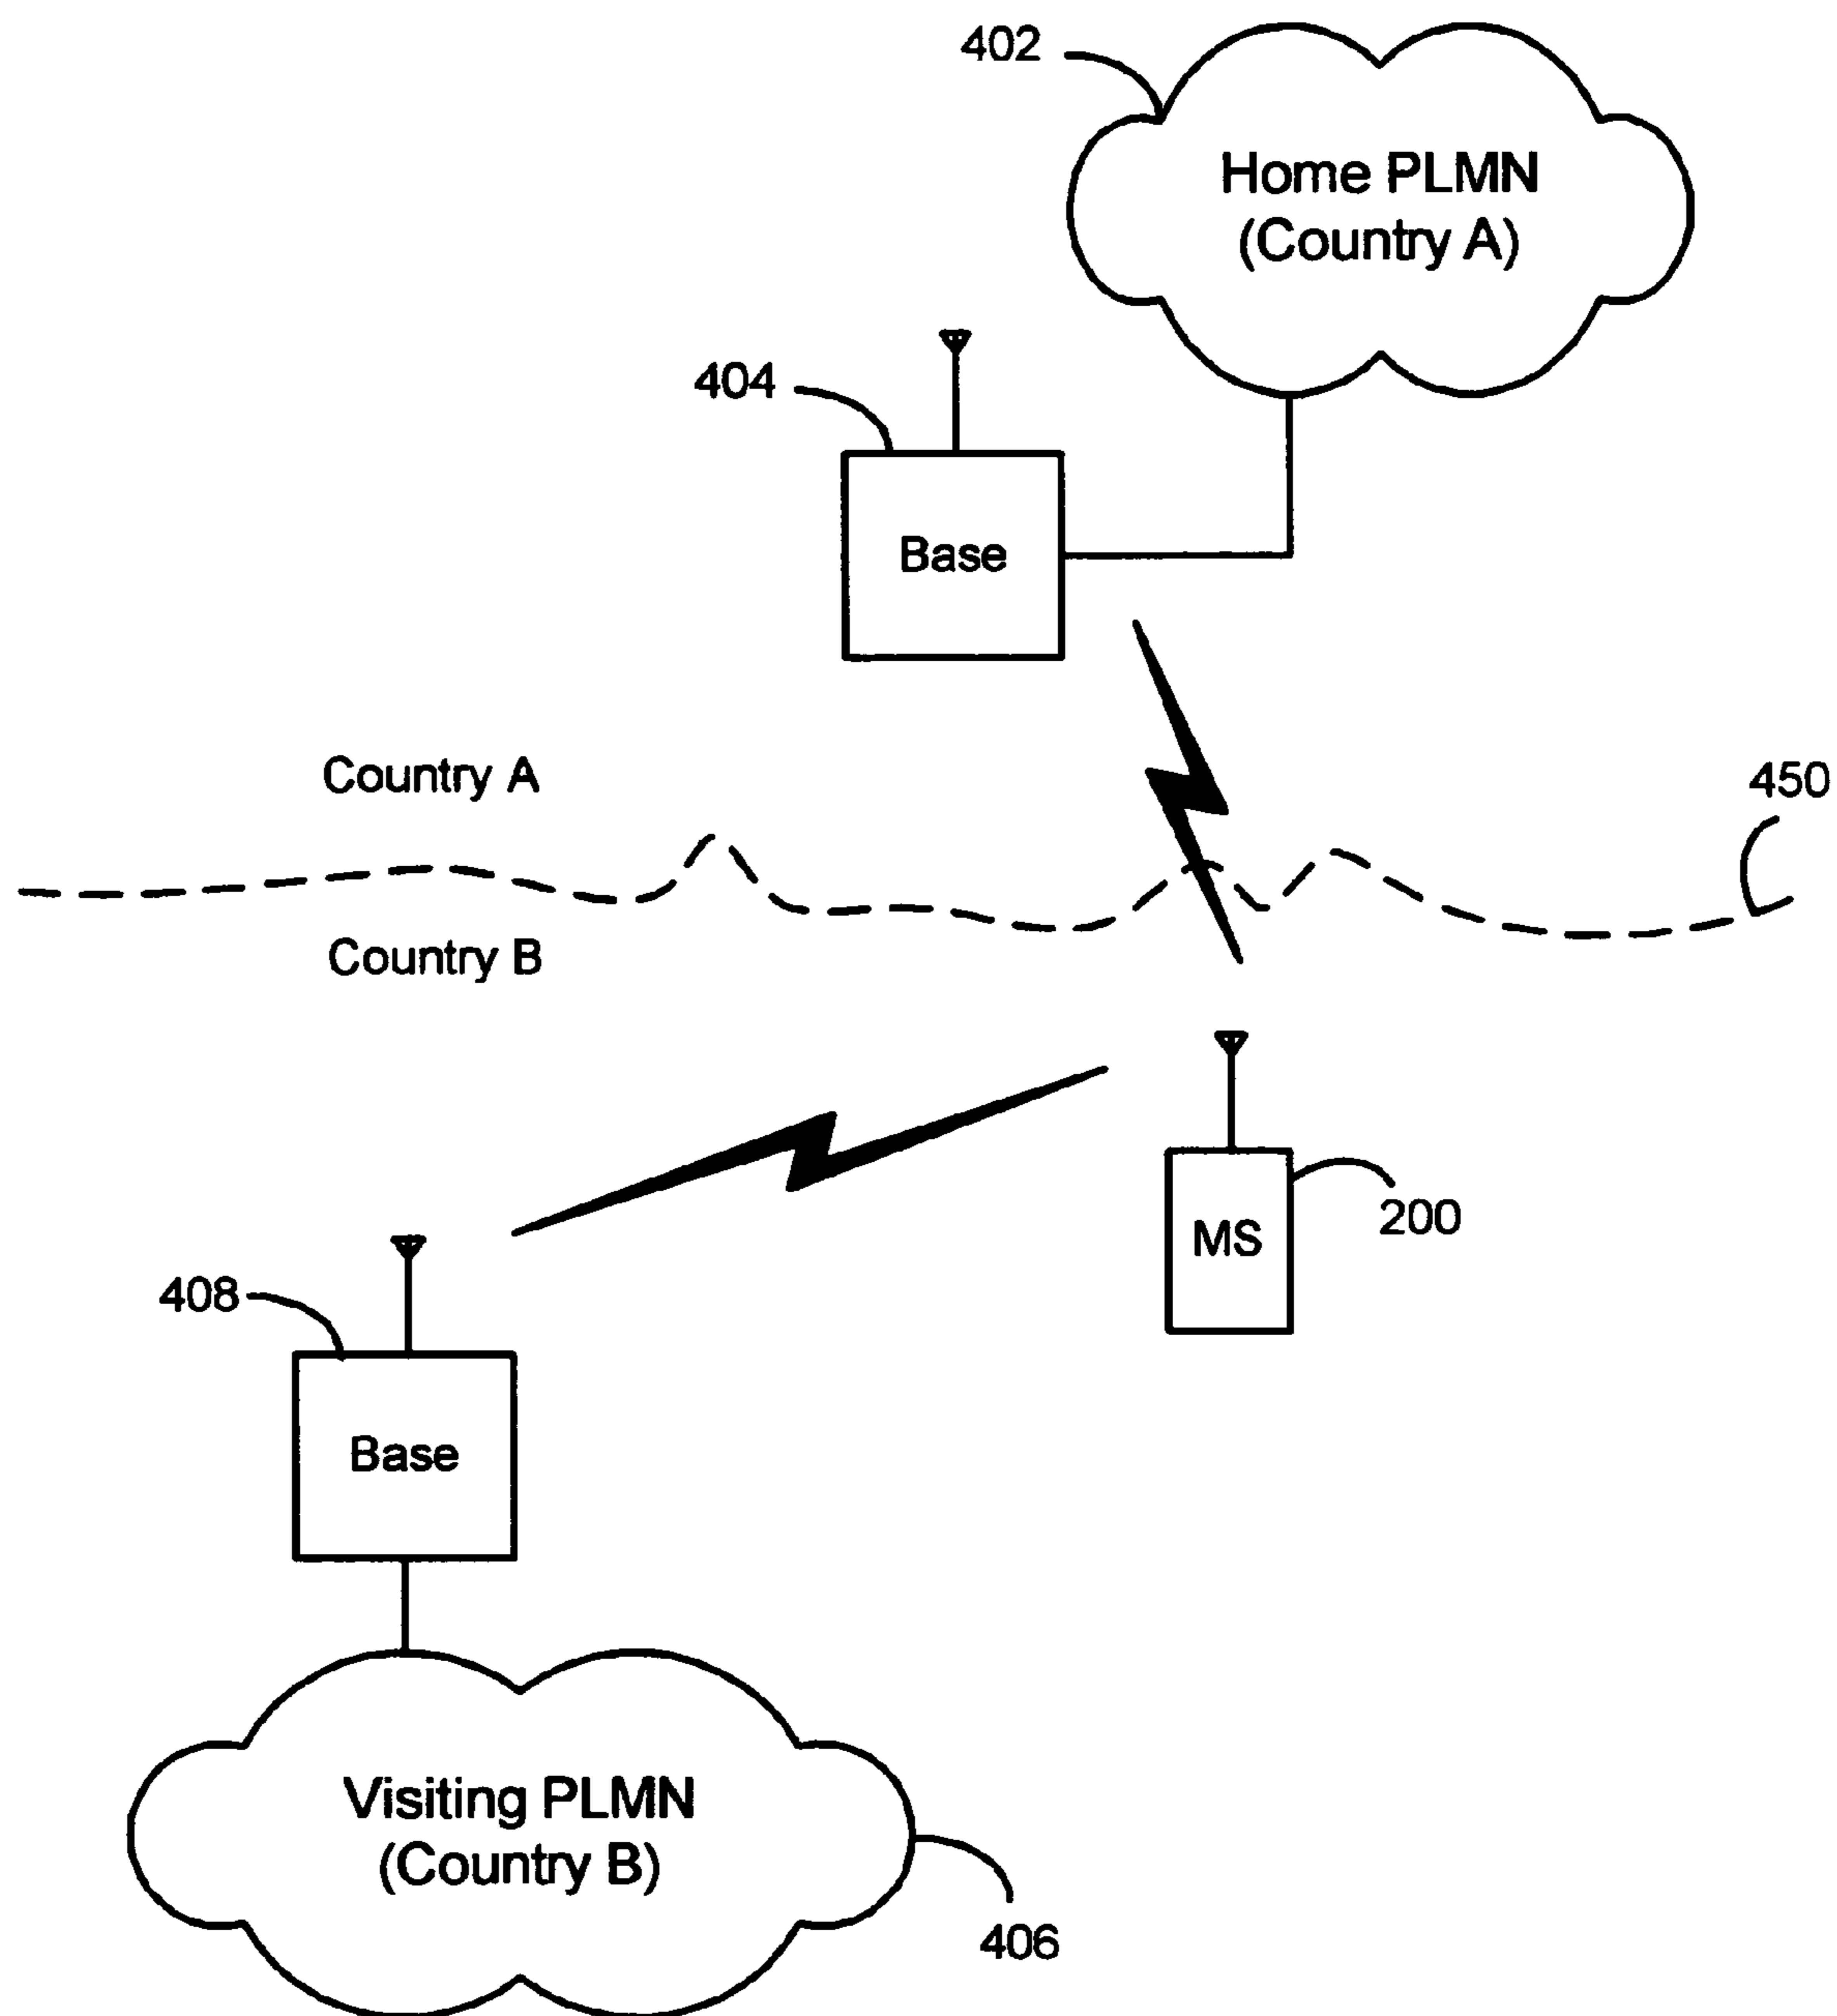 402
Home PLMN
(Country A)
404
Base
Country A
450
Country B
MS
200
408
Base
Visiting PLMN
(Country B)
406